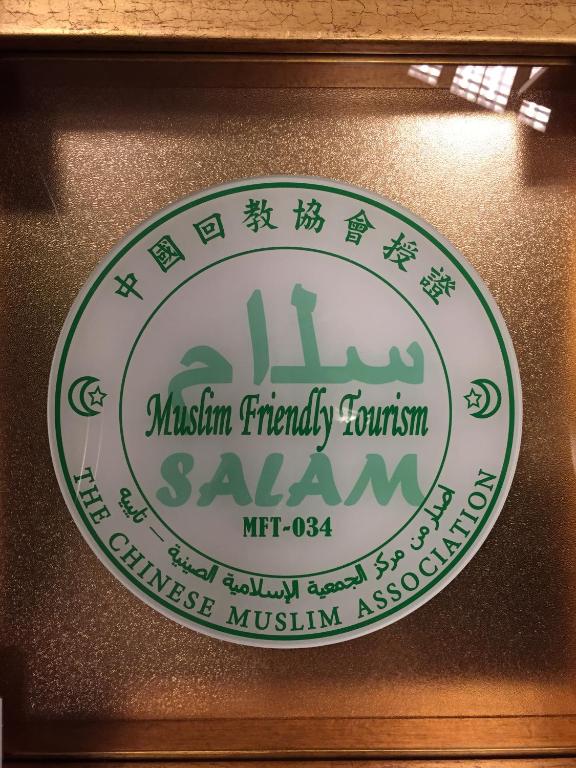 中國回教協會授證
سلام
Muslim Friendly Tourism
SALAM
MFT-034
اصدار من مركز الجمعية الإسلامية الصينية – تايبيه
THE CHINESE MUSLIM ASSOCIATION